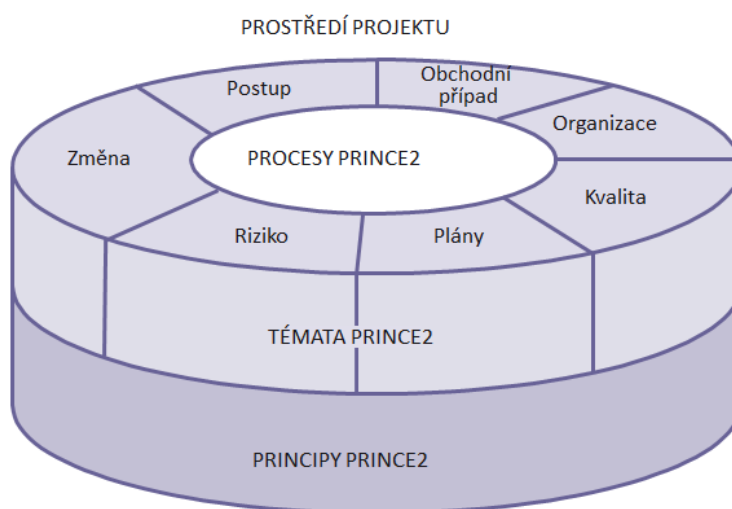 PROSTŘEDÍ PROJEKTU
Postup
Obchodní
případ
Organizace
Změna
PROCESY PRINCE2
Kvalita
Riziko
Plány
TÉMATA PRINCE2
PRINCIPY PRINCE2